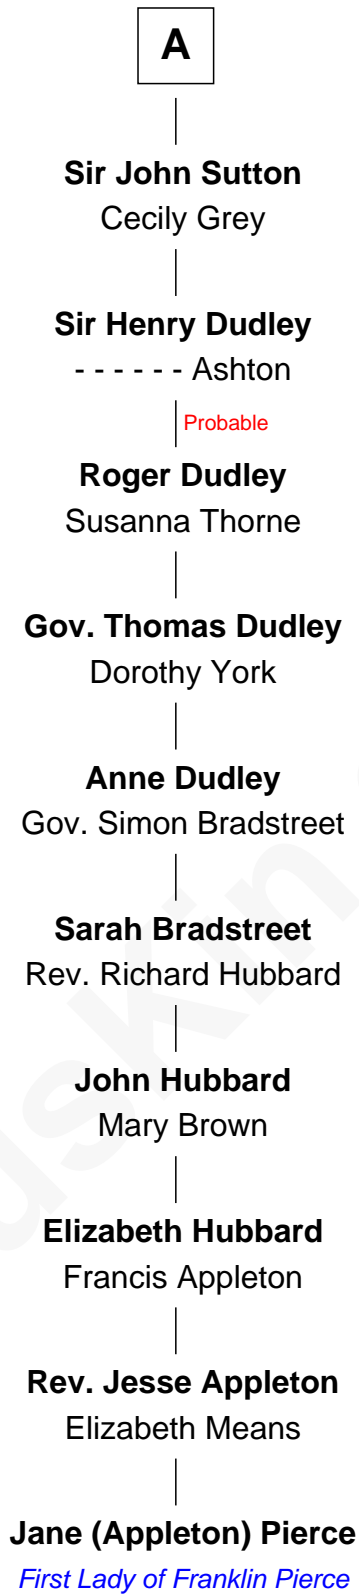 A
Sir John Sutton
Cecily Grey
Sir Henry Dudley
- - - - - - Ashton
Probable
Roger Dudley
Susanna Thorne
Gov. Thomas Dudley
Dorothy York
Anne Dudley
Gov. Simon Bradstreet
Sarah Bradstreet
Rev. Richard Hubbard
John Hubbard
Mary Brown
Elizabeth Hubbard
Francis Appleton
Rev. Jesse Appleton
Elizabeth Means
Jane (Appleton) Pierce
First Lady of Franklin Pierce